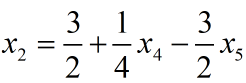 x₂ = 3/2 + 1/4 x₄ − 3/2 x₅